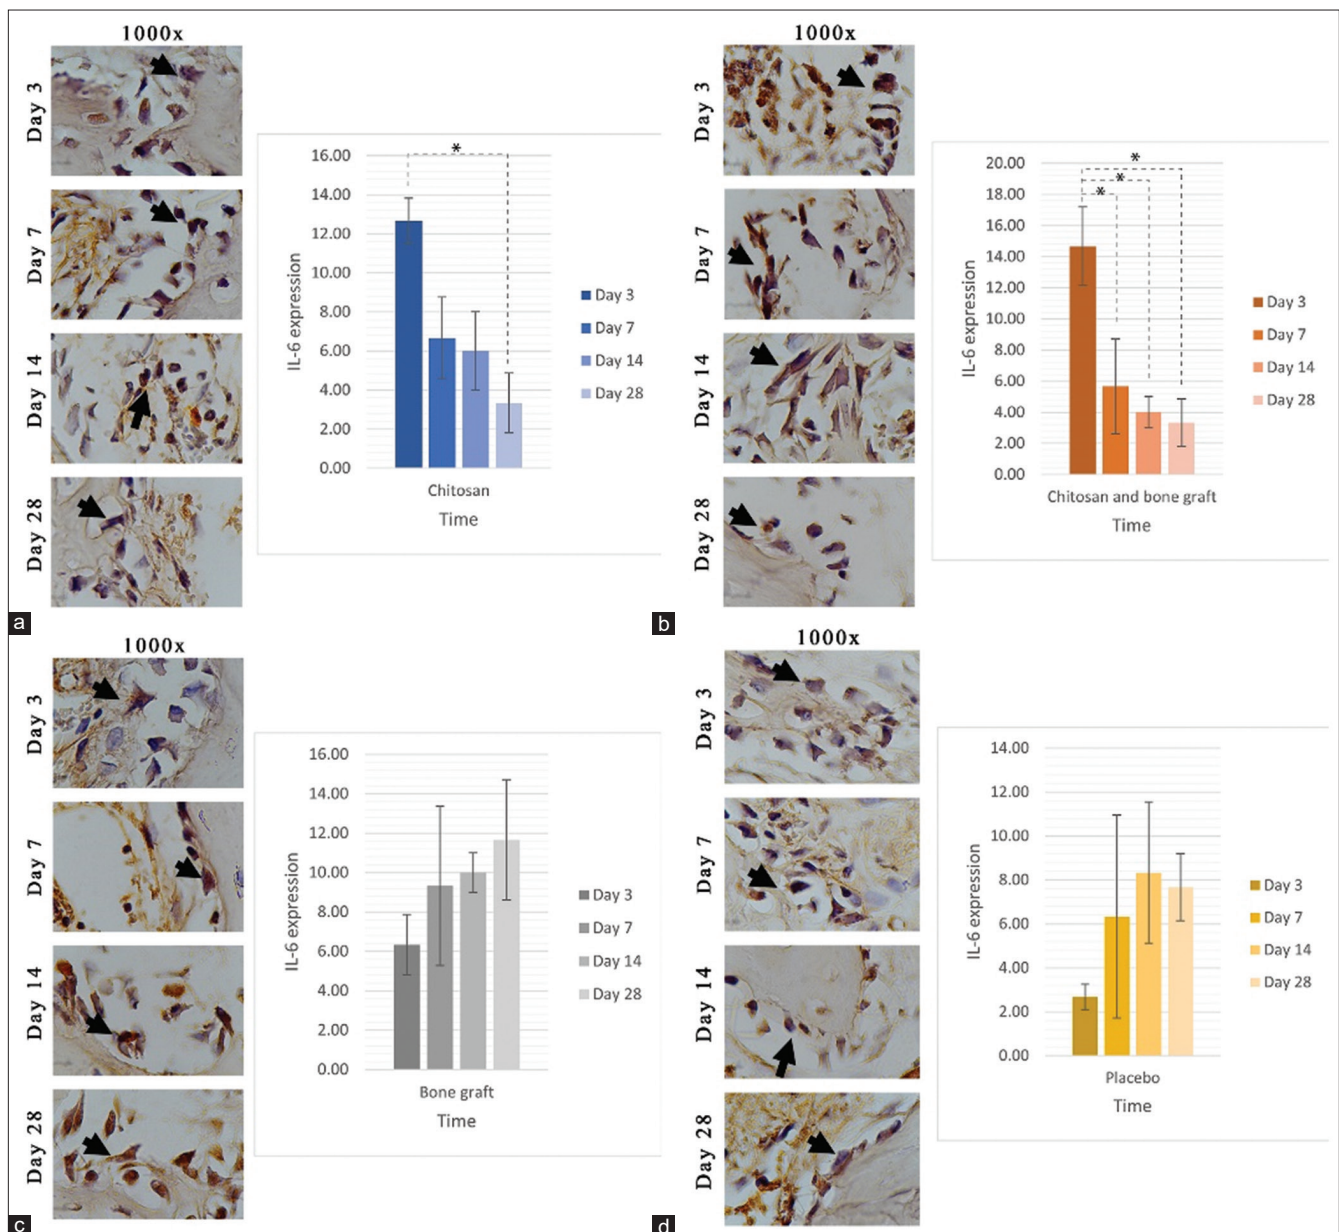 1000x
Day 3
Day 7
Day 14
Day 28
16.00
14.00
12.00
10.00
8.00
6.00
4.00
2.00
0.00
IL-6 expression
*
Chitosan
Time
Day 3
Day 7
Day 14
Day 28
a
1000x
Day 3
Day 7
Day 14
Day 28
20.00
18.00
16.00
14.00
12.00
10.00
8.00
6.00
4.00
2.00
0.00
IL-6 expression
*
*
*
Chitosan and bone graft
Time
Day 3
Day 7
Day 14
Day 28
b
1000x
Day 3
Day 7
Day 14
Day 28
16.00
14.00
12.00
10.00
8.00
6.00
4.00
2.00
0.00
IL-6 expression
Bone graft
Time
Day 3
Day 7
Day 14
Day 28
c
1000x
Day 3
Day 7
Day 14
Day 28
14.00
12.00
10.00
8.00
6.00
4.00
2.00
0.00
IL-6 expression
Placebo
Time
Day 3
Day 7
Day 14
Day 28
d